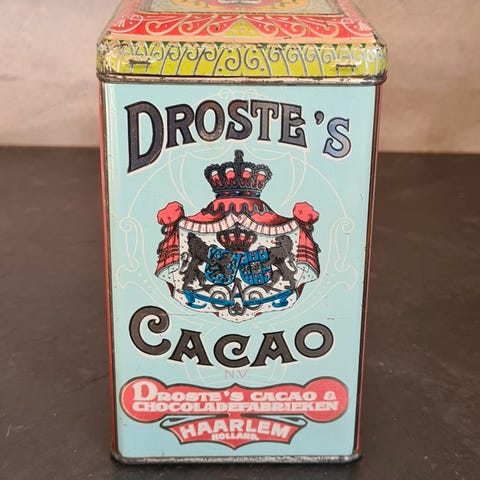 DROSTE'S
CACAO
N.V.
DROSTE'S CACAO &
CHOCOLADEFABRIEKEN
HAARLEM
HOLLAND.